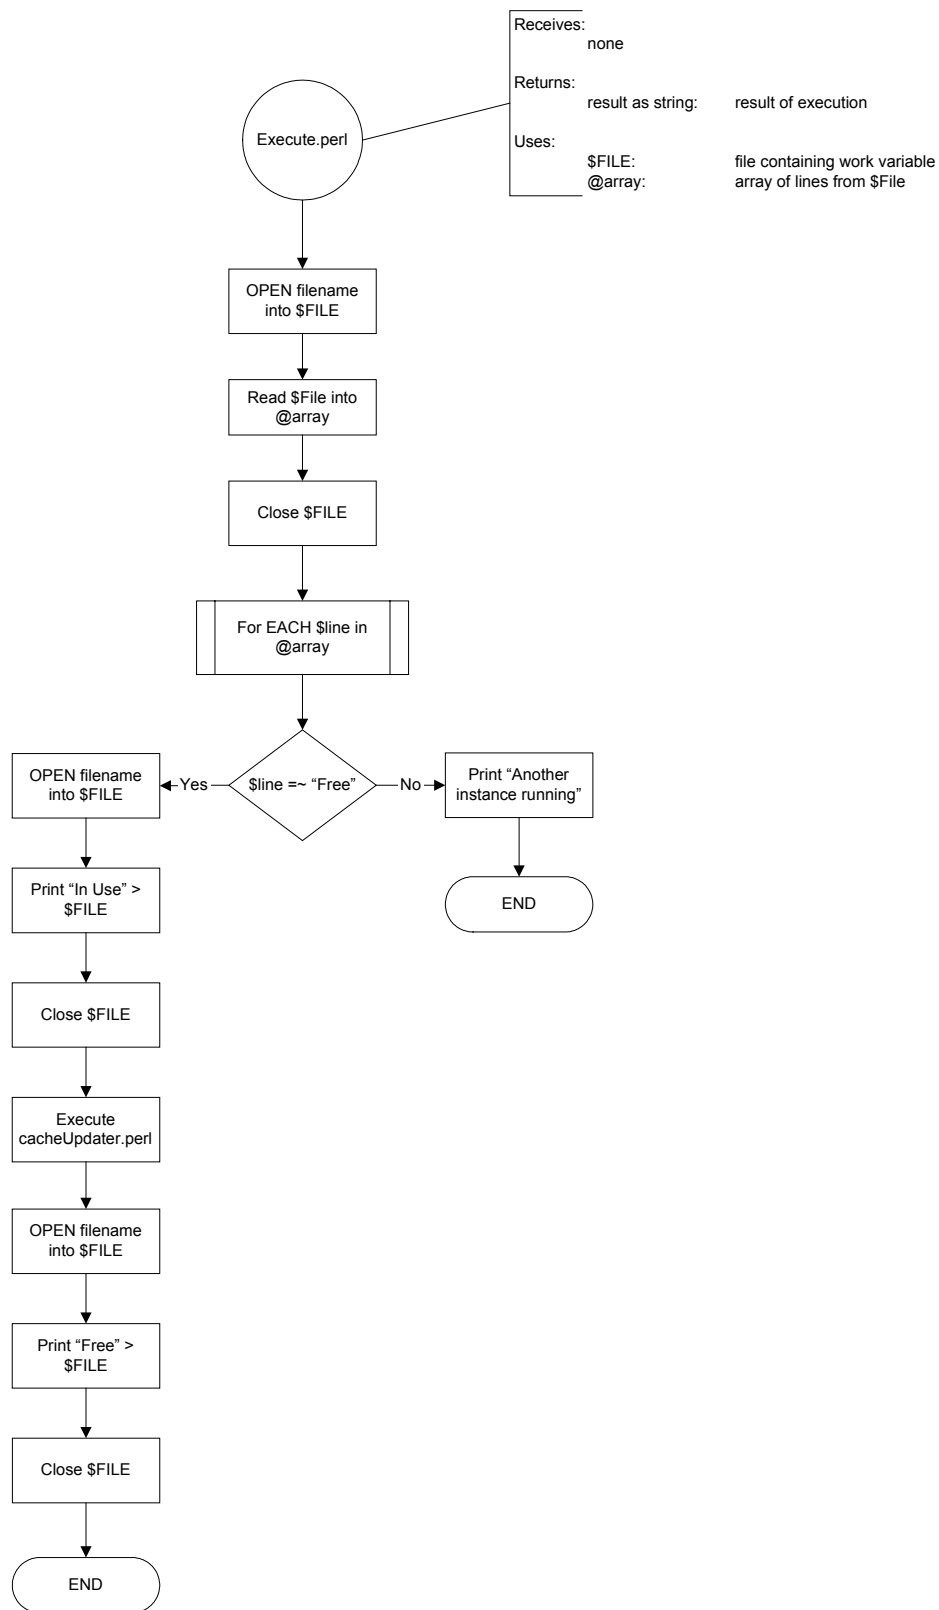 Receives:
none
Returns:
result as string: result of execution
Uses:
$FILE: file containing work variable
@array: array of lines from $File
Execute.perl
OPEN filename
into $FILE
Read $File into
@array
Close $FILE
For EACH $line in
@array
$line =~ “Free”
Yes
No
OPEN filename
into $FILE
Print “Another
instance running”
Print “In Use” >
$FILE
END
Close $FILE
Execute
cacheUpdater.perl
OPEN filename
into $FILE
Print “Free” >
$FILE
Close $FILE
END